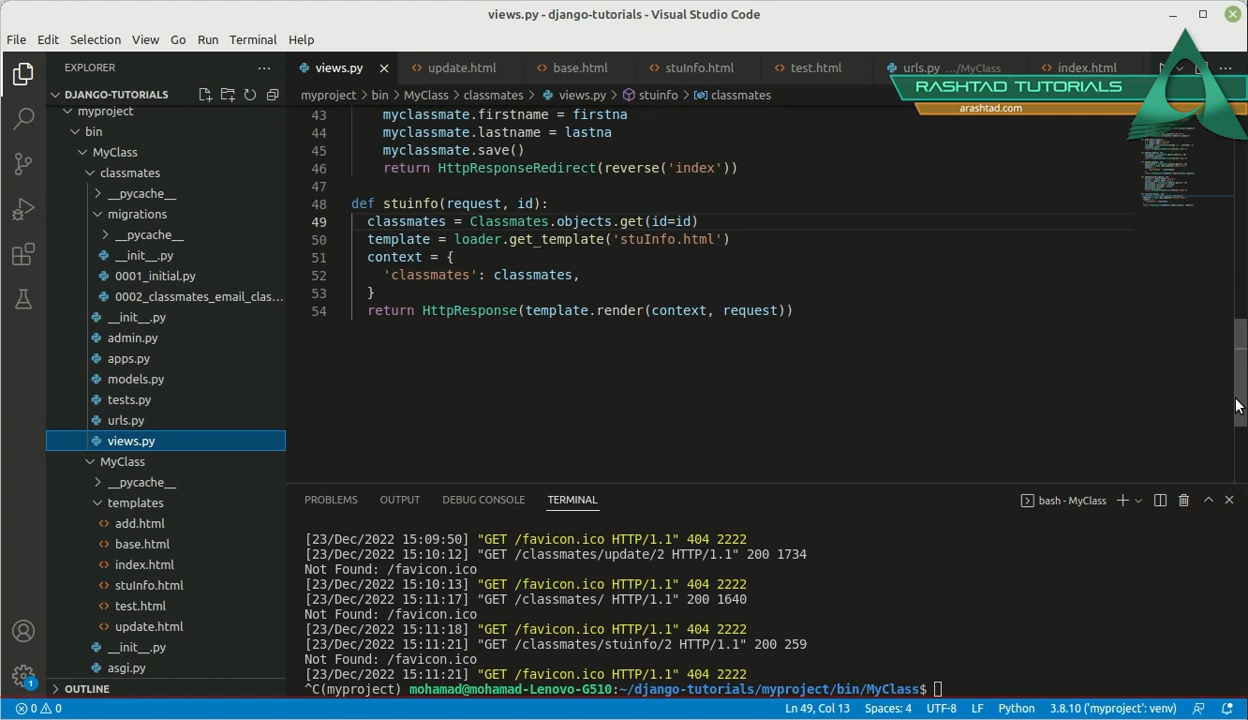 views.py - django-tutorials - Visual Studio Code
File Edit Selection View Go Run Terminal Help
EXPLORER
DJANGO-TUTORIALS
myproject
bin
MyClass
classmates
__pycache__
migrations
__pycache__
__init__.py
0001_initial.py
0002_classmates_email_clas...
__init__.py
admin.py
apps.py
models.py
tests.py
urls.py
views.py
MyClass
__pycache__
templates
add.html
base.html
index.html
stuInfo.html
test.html
update.html
__init__.py
asgi.py
OUTLINE
views.py update.html base.html stuInfo.html test.html urls.py .../MyClass index.html
RASHTAD TUTORIALS
arashtad.com
myproject > bin > MyClass > classmates > views.py > stuinfo > classmates
43 myclassmate.firstname = firstna
44 myclassmate.lastname = lastna
45 myclassmate.save()
46 return HttpResponseRedirect(reverse('index'))
47
48 def stuinfo(request, id):
49 classmates = Classmates.objects.get(id=id)
50 template = loader.get_template('stuInfo.html')
51 context = {
52 'classmates': classmates,
53 }
54 return HttpResponse(template.render(context, request))
PROBLEMS OUTPUT DEBUG CONSOLE TERMINAL
bash - MyClass
[23/Dec/2022 15:09:50] "GET /favicon.ico HTTP/1.1" 404 2222
[23/Dec/2022 15:10:12] "GET /classmates/update/2 HTTP/1.1" 200 1734
Not Found: /favicon.ico
[23/Dec/2022 15:10:13] "GET /favicon.ico HTTP/1.1" 404 2222
[23/Dec/2022 15:11:17] "GET /classmates/ HTTP/1.1" 200 1640
Not Found: /favicon.ico
[23/Dec/2022 15:11:18] "GET /favicon.ico HTTP/1.1" 404 2222
[23/Dec/2022 15:11:21] "GET /classmates/stuinfo/2 HTTP/1.1" 200 259
Not Found: /favicon.ico
[23/Dec/2022 15:11:21] "GET /favicon.ico HTTP/1.1" 404 2222
^C(myproject) mohamad@mohamad-Lenovo-G510:~/django-tutorials/myproject/bin/MyClass$
1
0 0 Ln 49, Col 13 Spaces: 4 UTF-8 LF Python 3.8.10 ('myproject': venv)